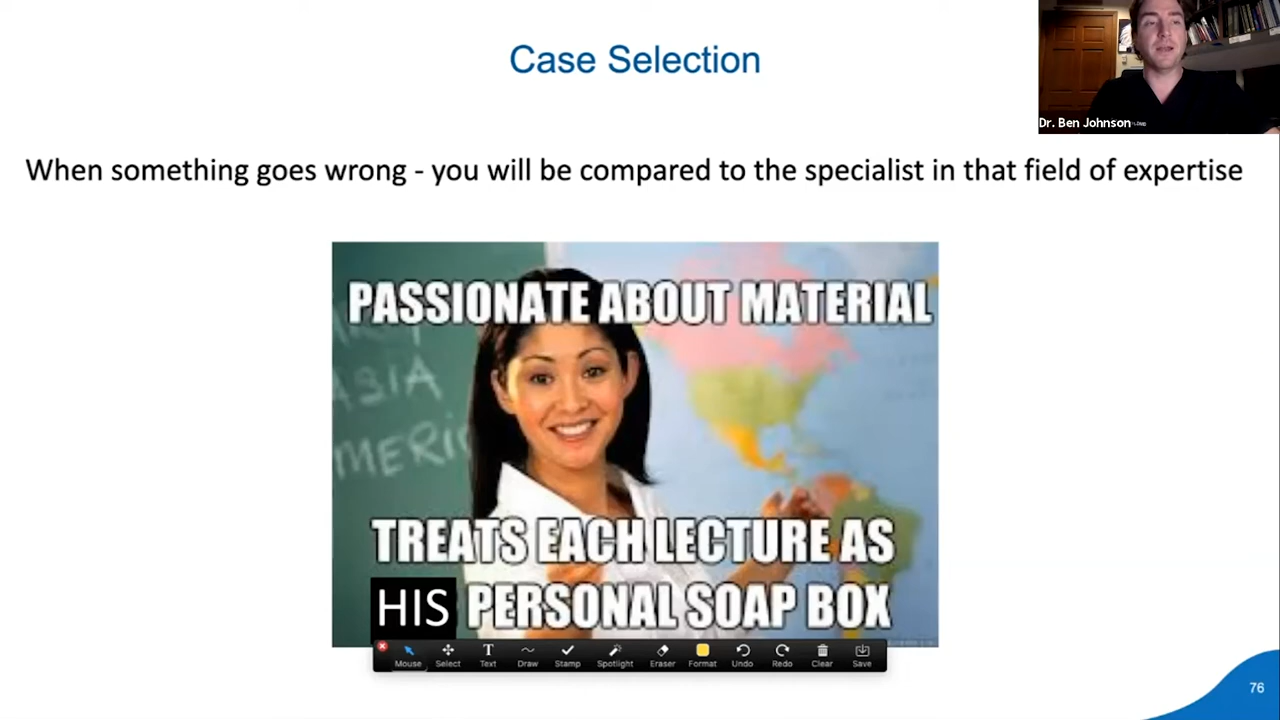 Case Selection
Dr. Ben Johnson
When something goes wrong - you will be compared to the specialist in that field of expertise
PASSIONATE ABOUT MATERIAL
ASIA
TREATS EACH LECTURE AS
HIS PERSONAL SOAP BOX
Mouse Select Text Draw Stamp Spotlight Eraser Format Undo Redo Clear Save
76